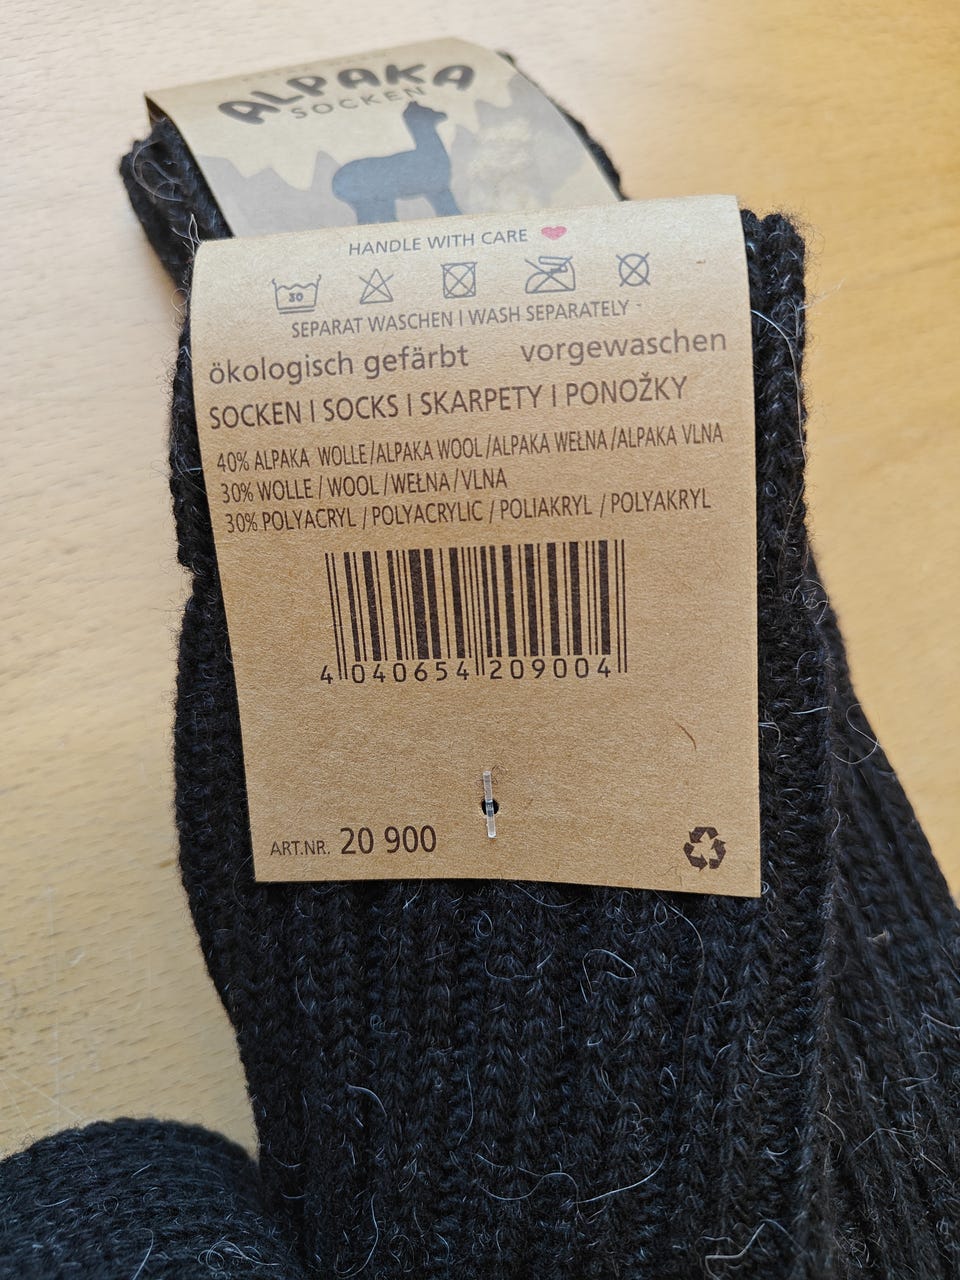 ALPAKA
SOCKEN
HANDLE WITH CARE
30
SEPARAT WASCHEN I WASH SEPARATELY
ökologisch gefärbt vorgewaschen
SOCKEN I SOCKS I SKARPETY I PONOŽKY
40% ALPAKA WOLLE/ALPAKA WOOL/ALPAKA WEŁNA/ALPAKA VLNA
30% WOLLE / WOOL / WEŁNA / VLNA
30% POLYACRYL / POLYACRYLIC / POLIAKRYL / POLYAKRYL
4 040654 209004
ART.NR. 20 900